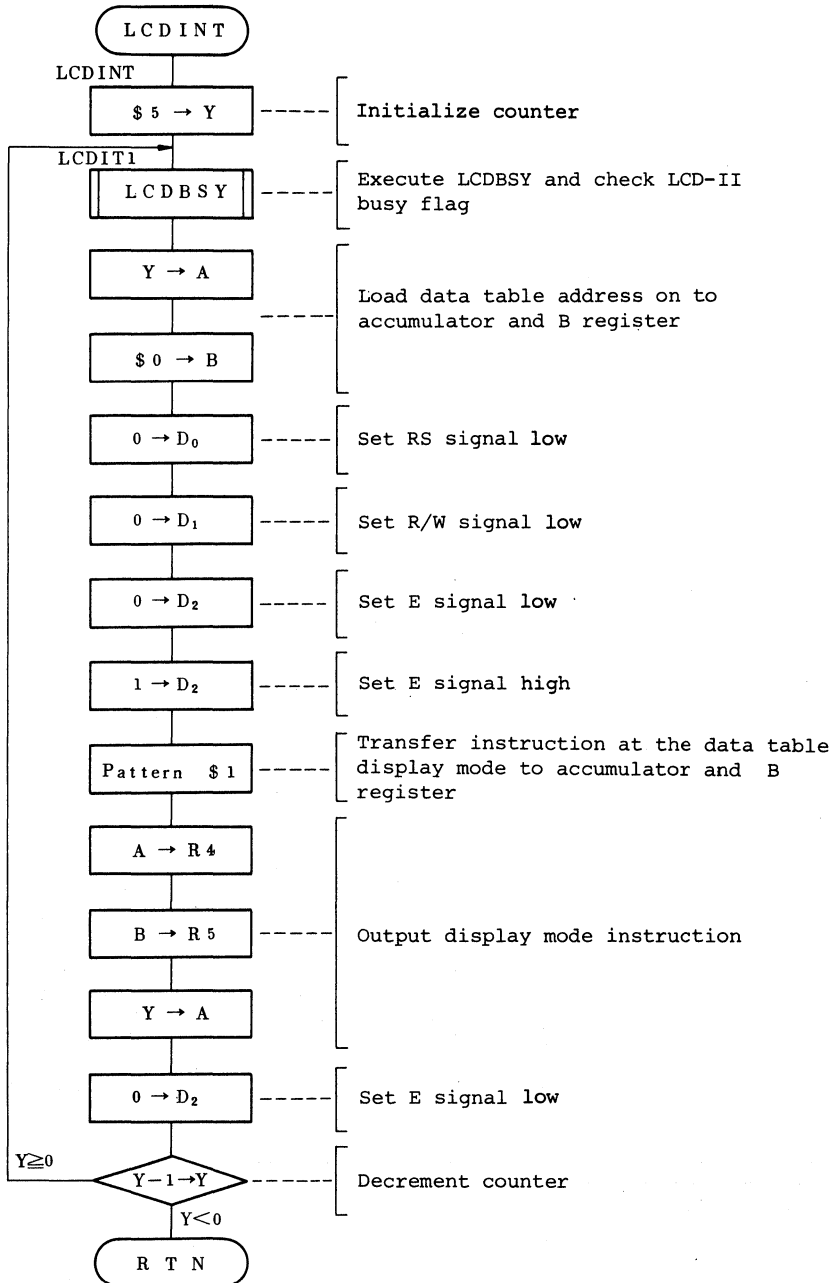 LCDINT
LCDINT
$5 → Y
Initialize counter
LCDIT1
LCDBSY
Execute LCDBSY and check LCD-II
busy flag
Y → A
Load data table address on to
accumulator and B register
$0 → B
0 → D₀
Set RS signal low
0 → D₁
Set R/W signal low
0 → D₂
Set E signal low
1 → D₂
Set E signal high
Pattern $1
Transfer instruction at the data table
display mode to accumulator and B
register
A → R4
B → R5
Output display mode instruction
Y → A
0 → D₂
Set E signal low
Y≧0
Y−1→Y
Decrement counter
Y<0
RTN